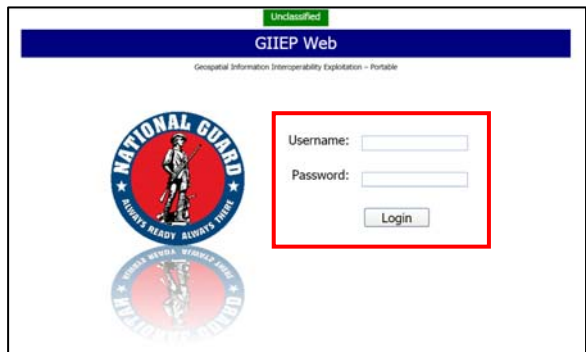 Unclassified
GIIEP Web
Geospatial Information Interoperability Exploitation – Portable
NATIONAL GUARD
ALWAYS READY ALWAYS THERE
Username:
Password:
Login